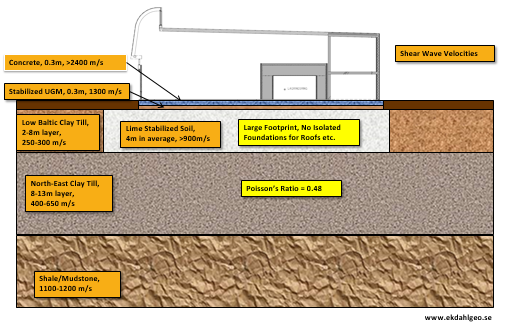 Shear Wave Velocities
Concrete, 0.3m, >2400 m/s
Stabilized UGM, 0.3m, 1300 m/s
Low Baltic Clay Till,
2-8m layer,
250-300 m/s
Lime Stabilized Soil,
4m in average, >900m/s
Large Footprint, No Isolated
Foundations for Roofs etc.
North-East Clay Till,
8-13m layer,
400-650 m/s
Poisson's Ratio = 0.48
Shale/Mudstone,
1100-1200 m/s
www.ekdahlgeo.se